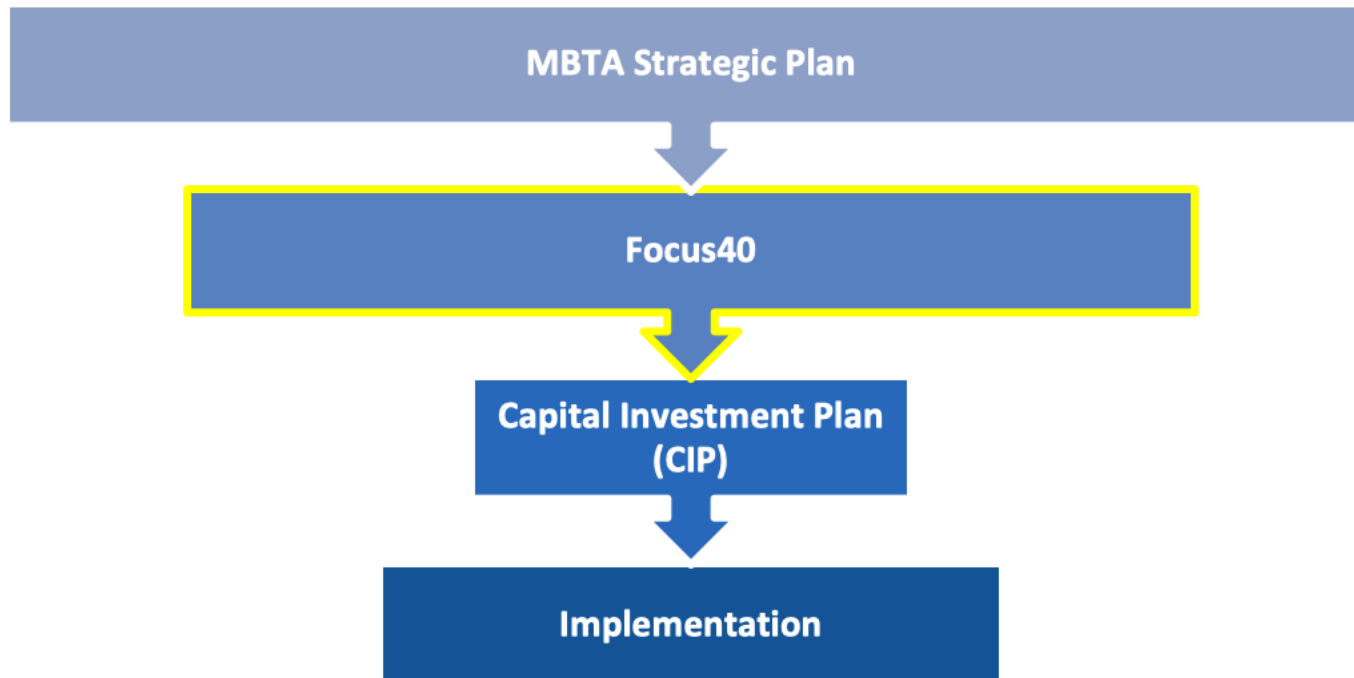 MBTA Strategic Plan
Focus40
Capital Investment Plan
(CIP)
Implementation